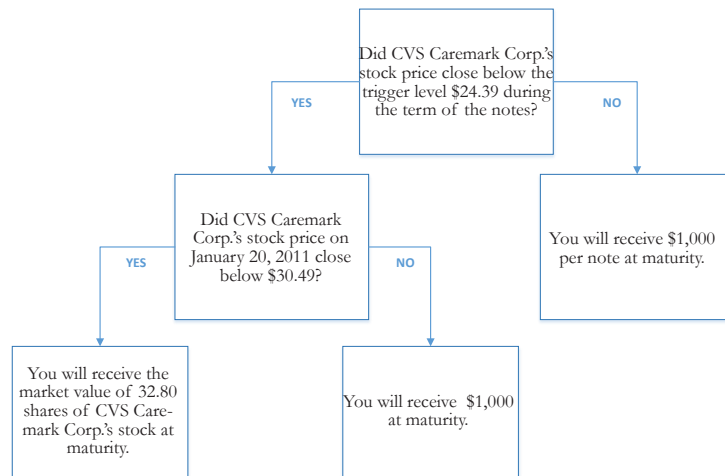 Did CVS Caremark Corp.'s
stock price close below the
trigger level $24.39 during
the term of the notes?
YES
NO
Did CVS Caremark
Corp.'s stock price on
January 20, 2011 close
below $30.49?
You will receive $1,000
per note at maturity.
YES
NO
You will receive the
market value of 32.80
shares of CVS Care-
mark Corp.'s stock at
maturity.
You will receive $1,000
at maturity.